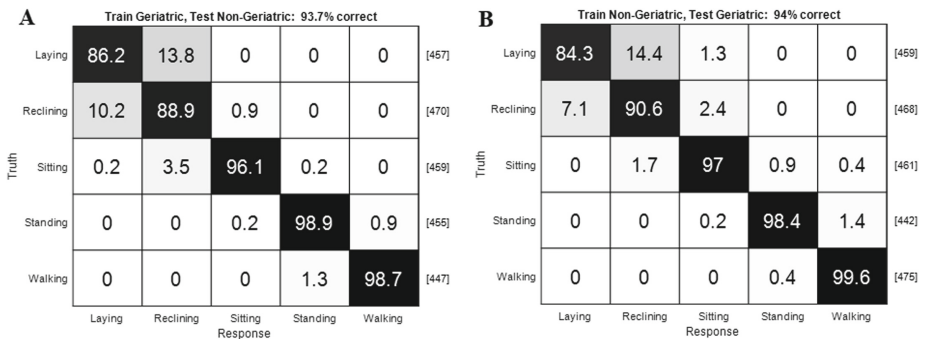 A
Train Geriatric, Test Non-Geriatric: 93.7% correct
Laying 86.2 13.8 0 0 0 [457]
Reclining 10.2 88.9 0.9 0 0 [470]
Sitting 0.2 3.5 96.1 0.2 0 [459]
Standing 0 0 0.2 98.9 0.9 [455]
Walking 0 0 0 1.3 98.7 [447]
Truth
Laying Reclining Sitting Standing Walking
Response
B
Train Non-Geriatric, Test Geriatric: 94% correct
Laying 84.3 14.4 1.3 0 0 [459]
Reclining 7.1 90.6 2.4 0 0 [468]
Sitting 0 1.7 97 0.9 0.4 [461]
Standing 0 0 0.2 98.4 1.4 [442]
Walking 0 0 0 0.4 99.6 [475]
Truth
Laying Reclining Sitting Standing Walking
Response